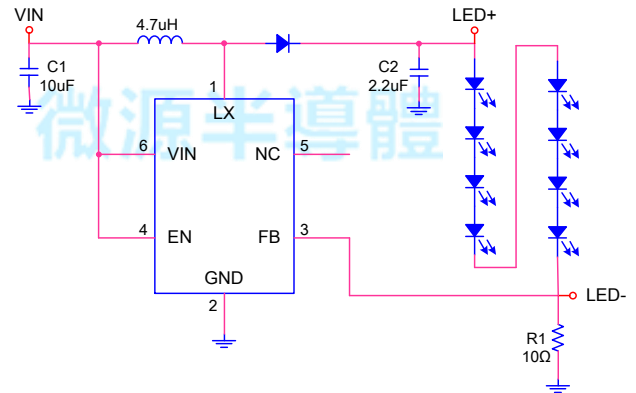 VIN
4.7uH
LED+
C1
10uF
C2
2.2uF
1
LX
微源半導體
6
VIN
NC
5
4
EN
FB
3
GND
2
LED-
R1
10Ω